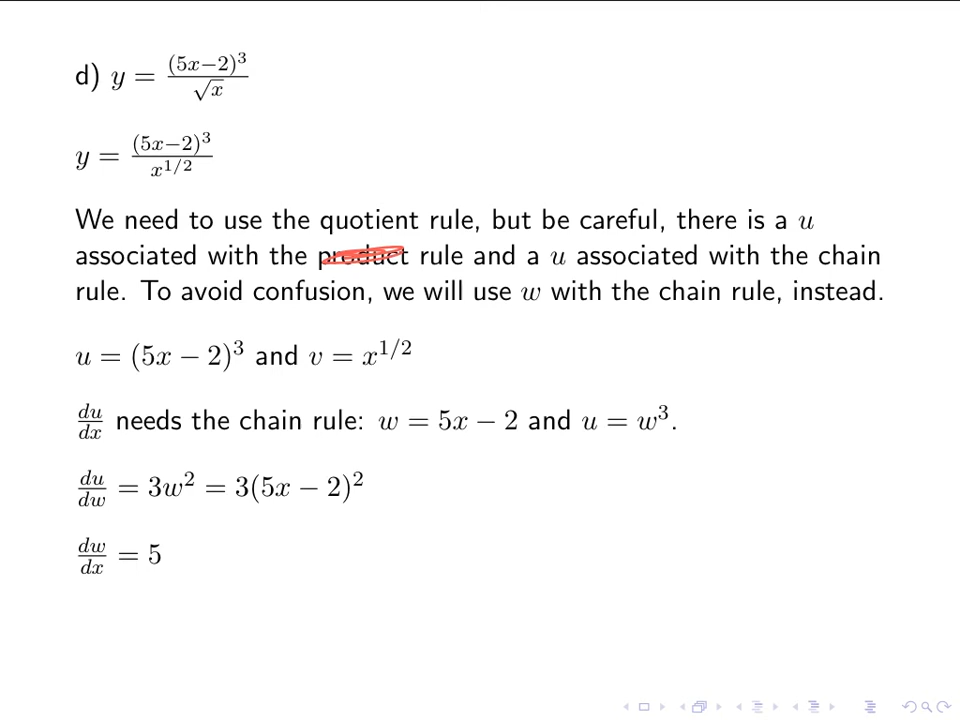 d) y = (5x−2)³/√x
y = (5x−2)³/x^{1/2}
We need to use the quotient rule, but be careful, there is a u
associated with the product rule and a u associated with the chain
rule. To avoid confusion, we will use w with the chain rule, instead.
u = (5x − 2)³ and v = x^{1/2}
du/dx needs the chain rule: w = 5x − 2 and u = w³.
du/dw = 3w² = 3(5x − 2)²
dw/dx = 5